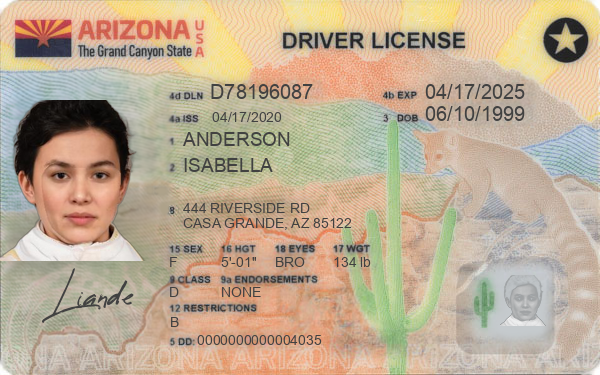 ARIZONA USA
The Grand Canyon State
DRIVER LICENSE
4d DLN D78196087
4b EXP 04/17/2025
4a ISS 04/17/2020
3 DOB 06/10/1999
1 ANDERSON
2 ISABELLA
8 444 RIVERSIDE RD
CASA GRANDE, AZ 85122
15 SEX 16 HGT 18 EYES 17 WGT
F 5'-01" BRO 134 lb
9 CLASS 9a ENDORSEMENTS
D NONE
12 RESTRICTIONS
B
Liande
5 DD: 0000000000004035
ARIZONA ARIZONA ARIZONA ARIZONA